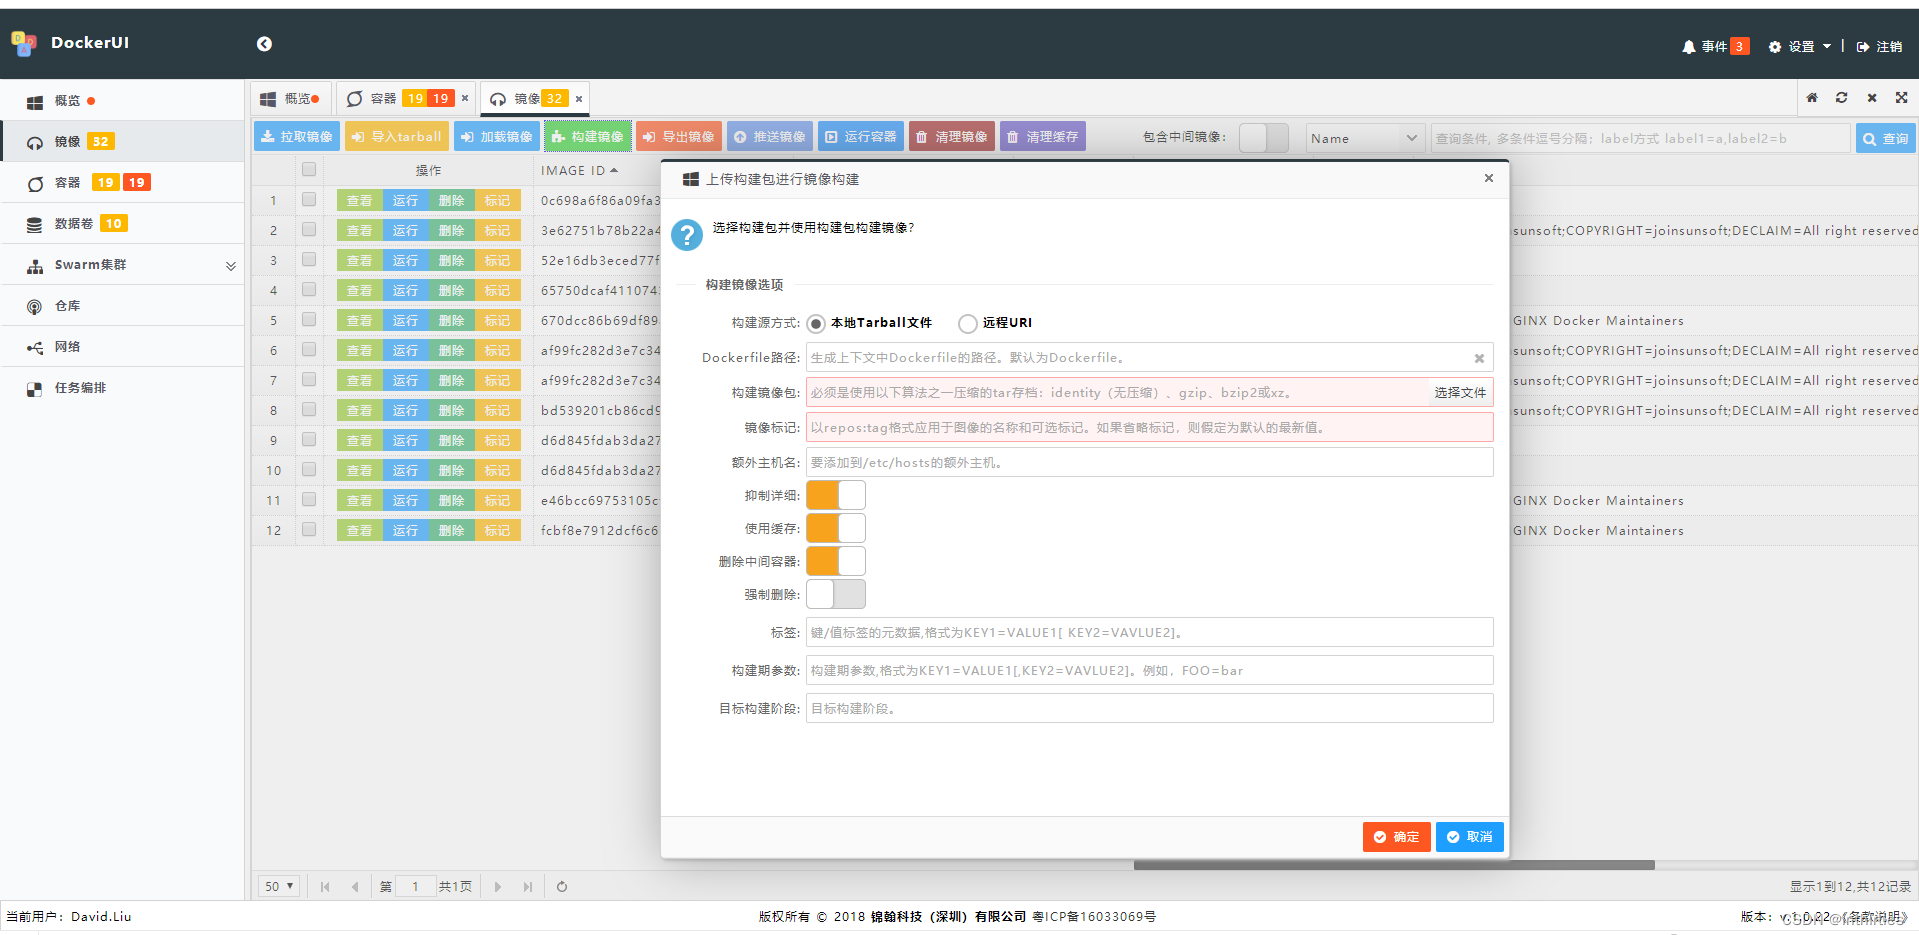 DockerUI
事件 3 设置 | 注销
概览
镜像 32
容器 19 19
数据卷 10
Swarm集群
仓库
网络
任务编排
概览 容器 19 19 × 镜像 32 ×
拉取镜像 导入tarball 加载镜像 构建镜像 导出镜像 推送镜像 运行容器 清理镜像 清理缓存 包含中间镜像: Name 查询条件, 多条件逗号分隔; label方式 label1=a,label2=b 查询
操作 IMAGE ID
1 查看 运行 删除 标记 0c698a6f86a09fa3
2 查看 运行 删除 标记 3e62751b78b22a4 sunsoft;COPYRIGHT=joinsunsoft;DECLAIM=All right reserved
3 查看 运行 删除 标记 52e16db3eced77f
4 查看 运行 删除 标记 65750dcaf411074
5 查看 运行 删除 标记 670dcc86b69df89 GINX Docker Maintainers
6 查看 运行 删除 标记 af99fc282d3e7c34 sunsoft;COPYRIGHT=joinsunsoft;DECLAIM=All right reserved
7 查看 运行 删除 标记 af99fc282d3e7c34 sunsoft;COPYRIGHT=joinsunsoft;DECLAIM=All right reserved
8 查看 运行 删除 标记 bd539201cb86cd9 sunsoft;COPYRIGHT=joinsunsoft;DECLAIM=All right reserved
9 查看 运行 删除 标记 d6d845fdab3da27
10 查看 运行 删除 标记 d6d845fdab3da27
11 查看 运行 删除 标记 e46bcc69753105c GINX Docker Maintainers
12 查看 运行 删除 标记 fcbf8e7912dcf6c6 GINX Docker Maintainers
上传构建包进行镜像构建 ×
选择构建包并使用构建包构建镜像?
构建镜像选项
构建源方式: 本地Tarball文件 远程URI
Dockerfile路径: 生成上下文中Dockerfile的路径。默认为Dockerfile。
构建镜像包: 必须是使用以下算法之一压缩的tar存档：identity（无压缩）、gzip、bzip2或xz。 选择文件
镜像标记: 以repos:tag格式应用于图像的名称和可选标记。如果省略标记，则假定为默认的最新值。
额外主机名: 要添加到/etc/hosts的额外主机。
抑制详细:
使用缓存:
删除中间容器:
强制删除:
标签: 键/值标签的元数据,格式为KEY1=VALUE1[ KEY2=VAVLUE2]。
构建期参数: 构建期参数,格式为KEY1=VALUE1[,KEY2=VAVLUE2]。例如，FOO=bar
目标构建阶段: 目标构建阶段。
确定 取消
50 第 1 共1页 显示1到12,共12记录
当前用户：David.Liu 版权所有 © 2018 锦翰科技（深圳）有限公司 粤ICP备16033069号 版本：v.1.0.22 《条款说明》